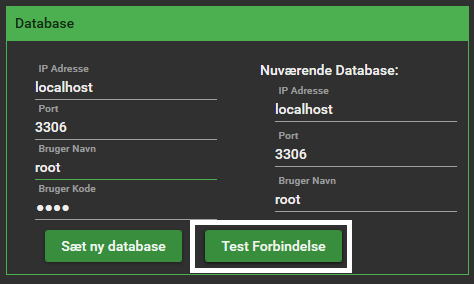 Database
IP Adresse
localhost
Port
3306
Bruger Navn
root
Bruger Kode
••••
Nuværende Database:
IP Adresse
localhost
Port
3306
Bruger Navn
root
Sæt ny database
Test Forbindelse